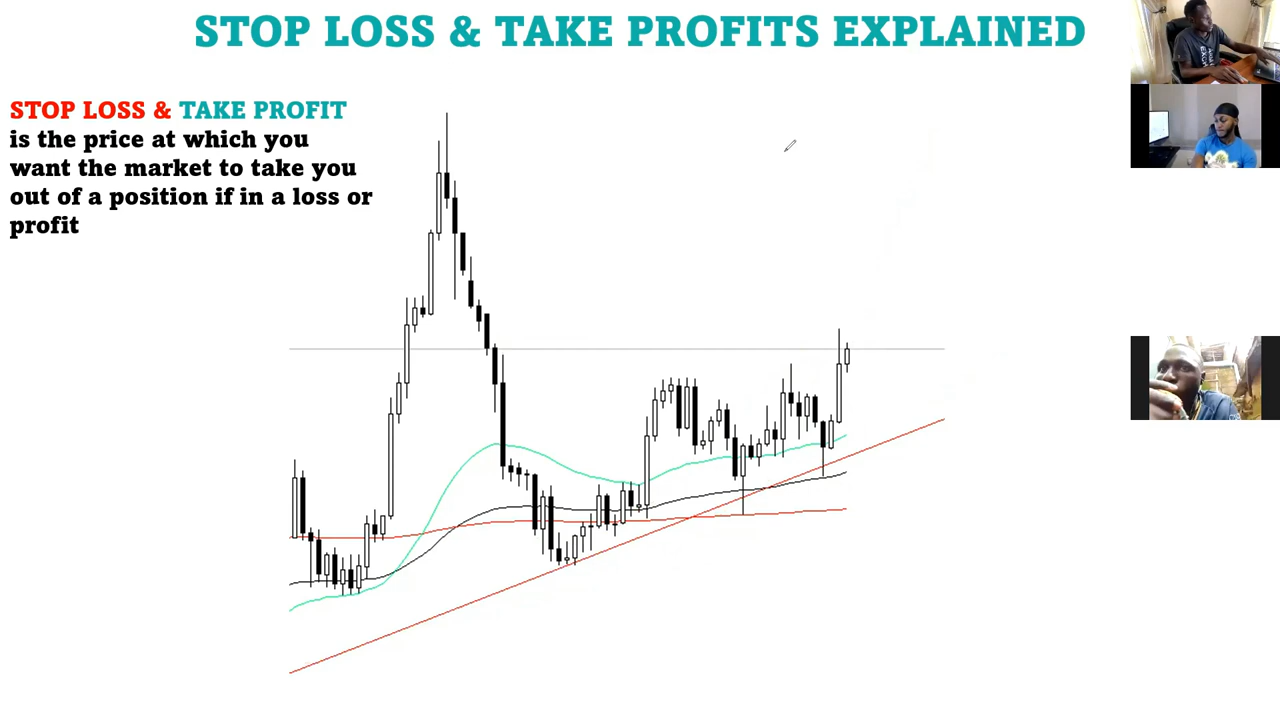 STOP LOSS & TAKE PROFITS EXPLAINED
STOP LOSS & TAKE PROFIT
is the price at which you
want the market to take you
out of a position if in a loss or
profit